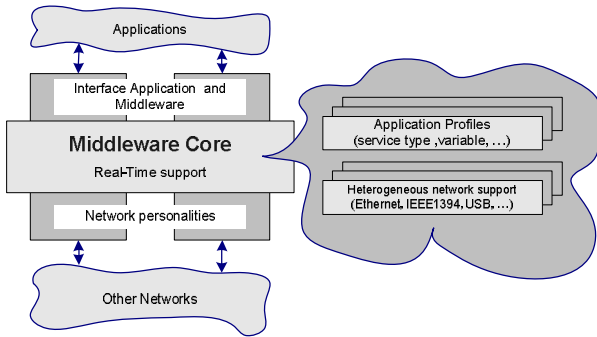 Applications
Interface Application and
Middleware
Middleware Core
Real-Time support
Network personalities
Other Networks
Application Profiles
(service type ,variable, …)
Heterogeneous network support
(Ethernet, IEEE1394, USB, …)